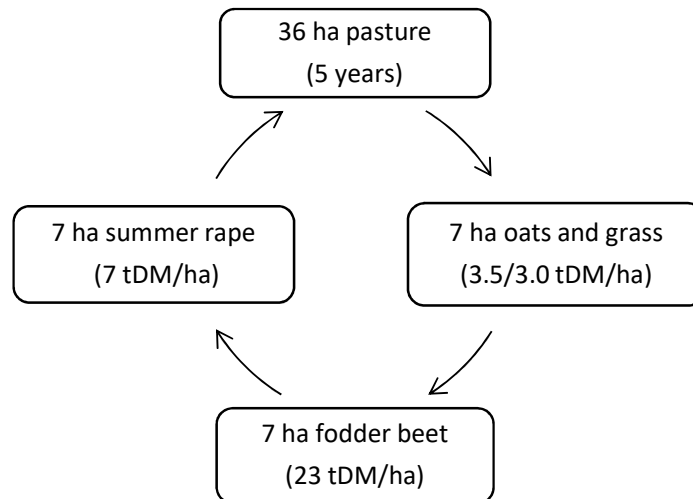 36 ha pasture
(5 years)
7 ha summer rape
(7 tDM/ha)
7 ha oats and grass
(3.5/3.0 tDM/ha)
7 ha fodder beet
(23 tDM/ha)